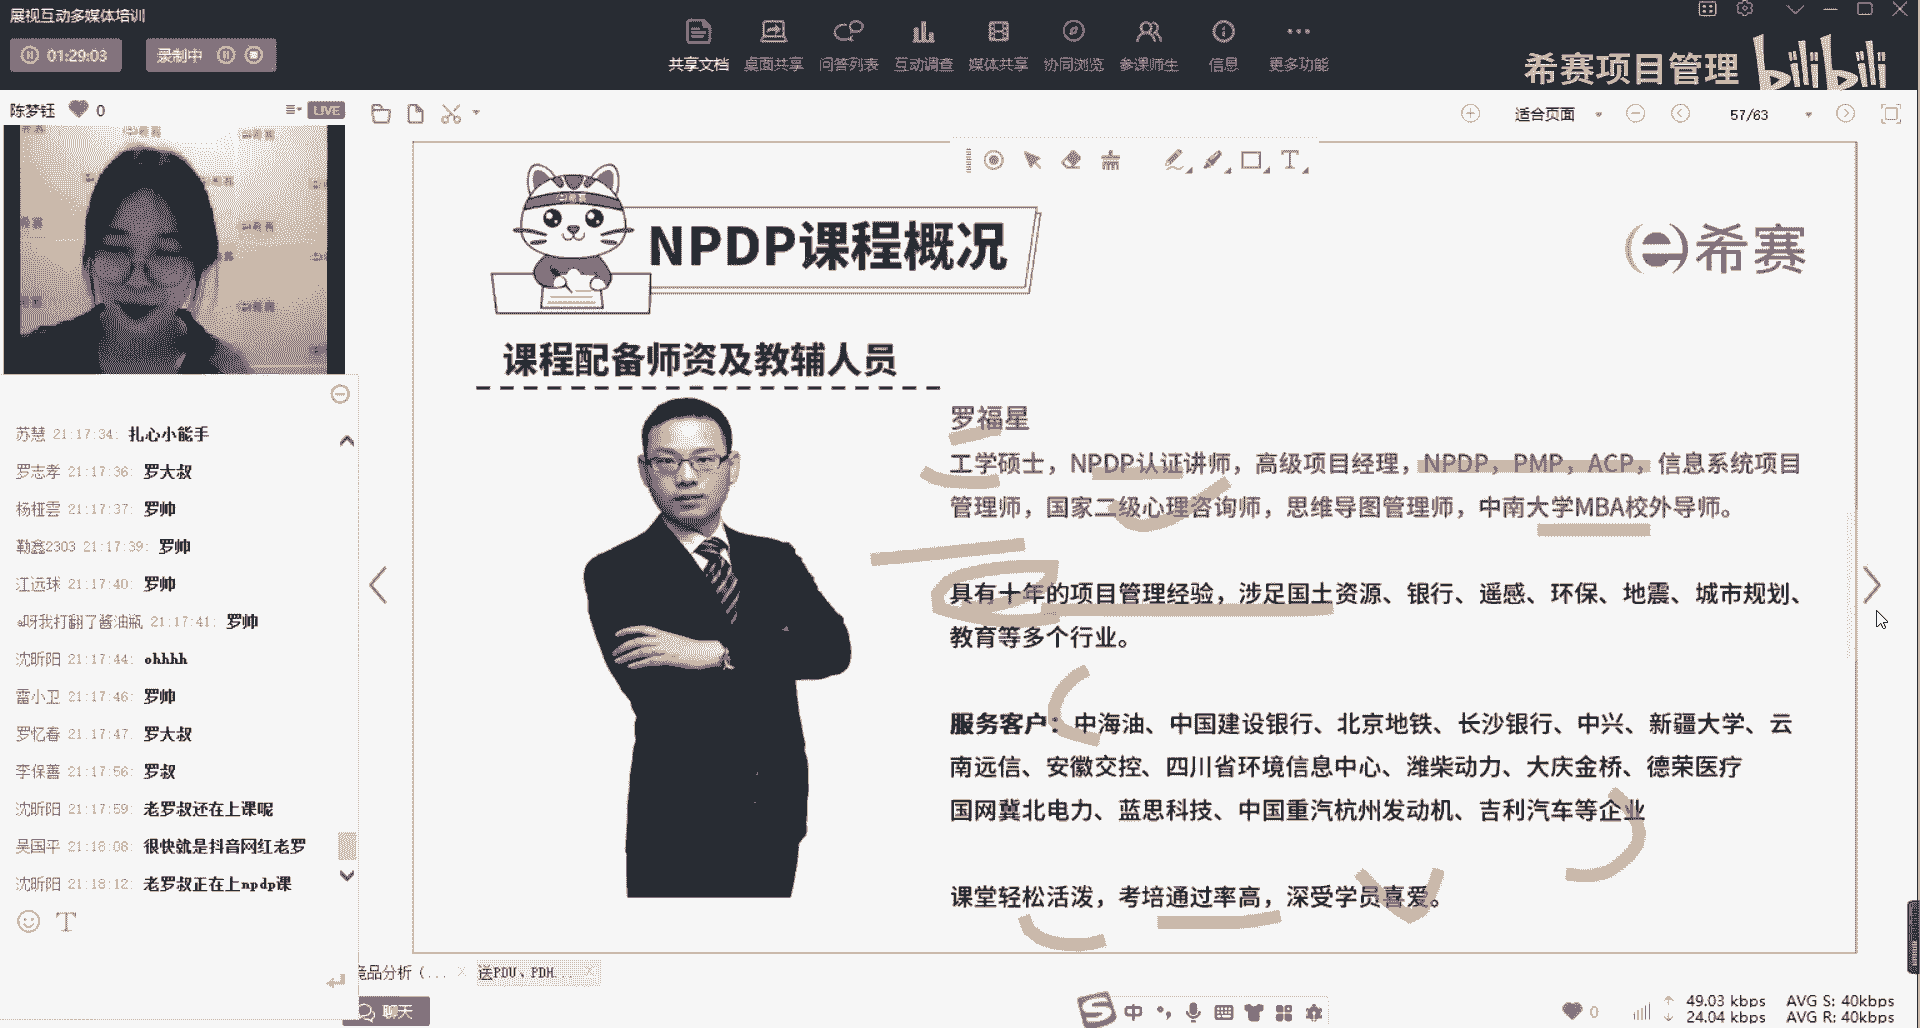 展视互动多媒体培训
01:29:03
录制中
共享文档 桌面共享 问答列表 互动调查 媒体共享 协同浏览 参课师生 信息 更多功能
希赛项目管理 bilibili
陈梦钰 0
LIVE
适合页面
57/63
苏慧 21:17:34: 扎心小能手
罗志孝 21:17:36: 罗大叔
杨桠雲 21:17:37: 罗帅
勒鑫2303 21:17:39: 罗帅
江远球 21:17:40: 罗帅
呀我打翻了酱油瓶 21:17:41: 罗帅
沈昕阳 21:17:44: ohhhh
雷小卫 21:17:46: 罗帅
罗忆春 21:17:47: 罗大叔
李保善 21:17:56: 罗叔
沈昕阳 21:17:59: 老罗叔还在上课呢
吴国平 21:18:08: 很快就是抖音网红老罗
沈昕阳 21:18:12: 老罗叔正在上npdp课
NPDP课程概况
希赛
课程配备师资及教辅人员
罗福星
工学硕士，NPDP认证讲师，高级项目经理，NPDP，PMP，ACP，信息系统项目
管理师，国家二级心理咨询师，思维导图管理师，中南大学MBA校外导师。
具有十年的项目管理经验，涉足国土资源、银行、遥感、环保、地震、城市规划、
教育等多个行业。
服务客户：中海油、中国建设银行、北京地铁、长沙银行、中兴、新疆大学、云
南远信、安徽交控、四川省环境信息中心、潍柴动力、大庆金桥、德荣医疗
国网冀北电力、蓝思科技、中国重汽杭州发动机、吉利汽车等企业
课堂轻松活泼，考培通过率高，深受学员喜爱。
竞品分析（...
送PDU、PDH...
聊天
中
0
49.03 kbps AVG S: 40kbps
24.04 kbps AVG R: 40kbps